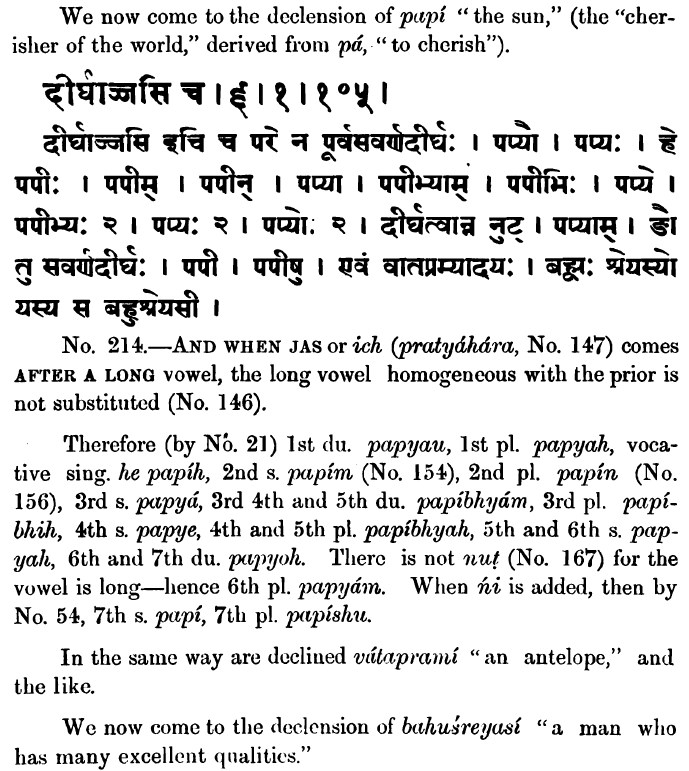 We now come to the declension of papí “the sun,” (the “cher-
isher of the world,” derived from pá, “to cherish”).
दीर्घाज्जसि च । ई । १ । १०५ ।
दीर्घाज्जसि इचि च परे न पूर्वसवर्णदीर्घः । पप्यौ । पप्यः । हे
पपीः । पपीम् । पपीन् । पप्या । पपीभ्याम् । पपीभिः । पप्ये ।
पपीभ्यः २ । पप्यः २ । पप्योः २ । दीर्घत्वान्न नुट् । पप्याम् । ङौ
तु सवर्णदीर्घः । पपी । पपीषु । एवं वातप्रम्यादयः । बह्व्यः श्रेयस्यो
यस्य स बहुश्रेयसी ।
No. 214.—AND WHEN JAS or ich (pratyáhára, No. 147) comes
AFTER A LONG vowel, the long vowel homogeneous with the prior is
not substituted (No. 146).
Therefore (by No. 21) 1st du. papyau, 1st pl. papyah, voca-
tive sing. he papíh, 2nd s. papím (No. 154), 2nd pl. papín (No.
156), 3rd s. papyá, 3rd 4th and 5th du. papíbhyám, 3rd pl. papí-
bhih, 4th s. papye, 4th and 5th pl. papíbhyah, 5th and 6th s. pap-
yah, 6th and 7th du. papyoh. There is not nuṭ (No. 167) for the
vowel is long—hence 6th pl. papyám. When ńi is added, then by
No. 54, 7th s. papí, 7th pl. papíshu.
In the same way are declined vátapramí “an antelope,” and
the like.
We now come to the declension of bahuśreyasí “a man who
has many excellent qualities.”